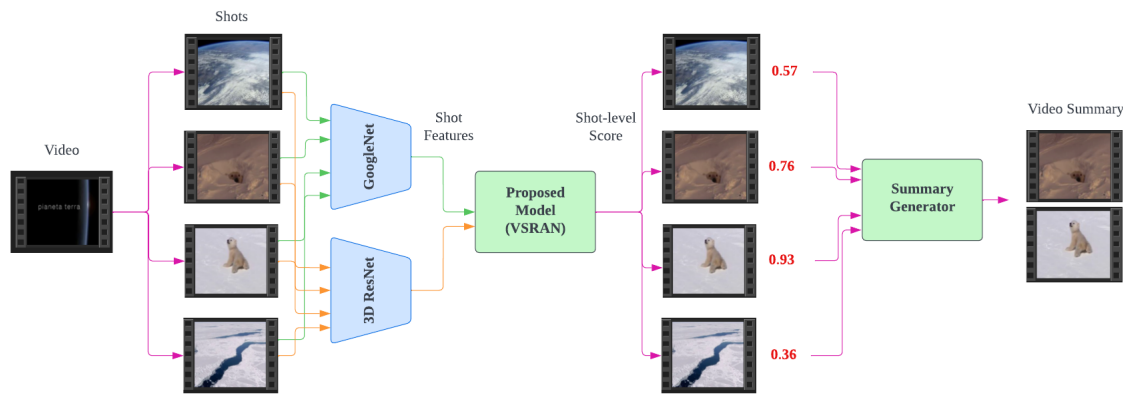 Shots
Video
pianeta terra
GoogleNet
3D ResNet
Shot
Features
Proposed
Model
(VSRAN)
Shot-level
Score
0.57
0.76
0.93
0.36
Summary
Generator
Video Summary